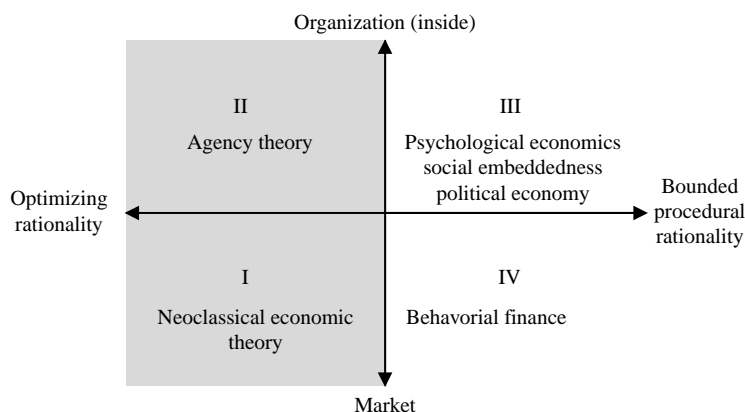 Organization (inside)
II
Agency theory
III
Psychological economics
social embeddedness
political economy
Optimizing
rationality
Bounded
procedural
rationality
I
Neoclassical economic
theory
IV
Behavorial finance
Market